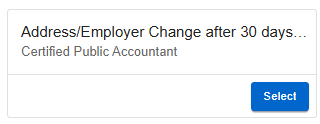 Address/Employer Change after 30 days...
Certified Public Accountant
Select